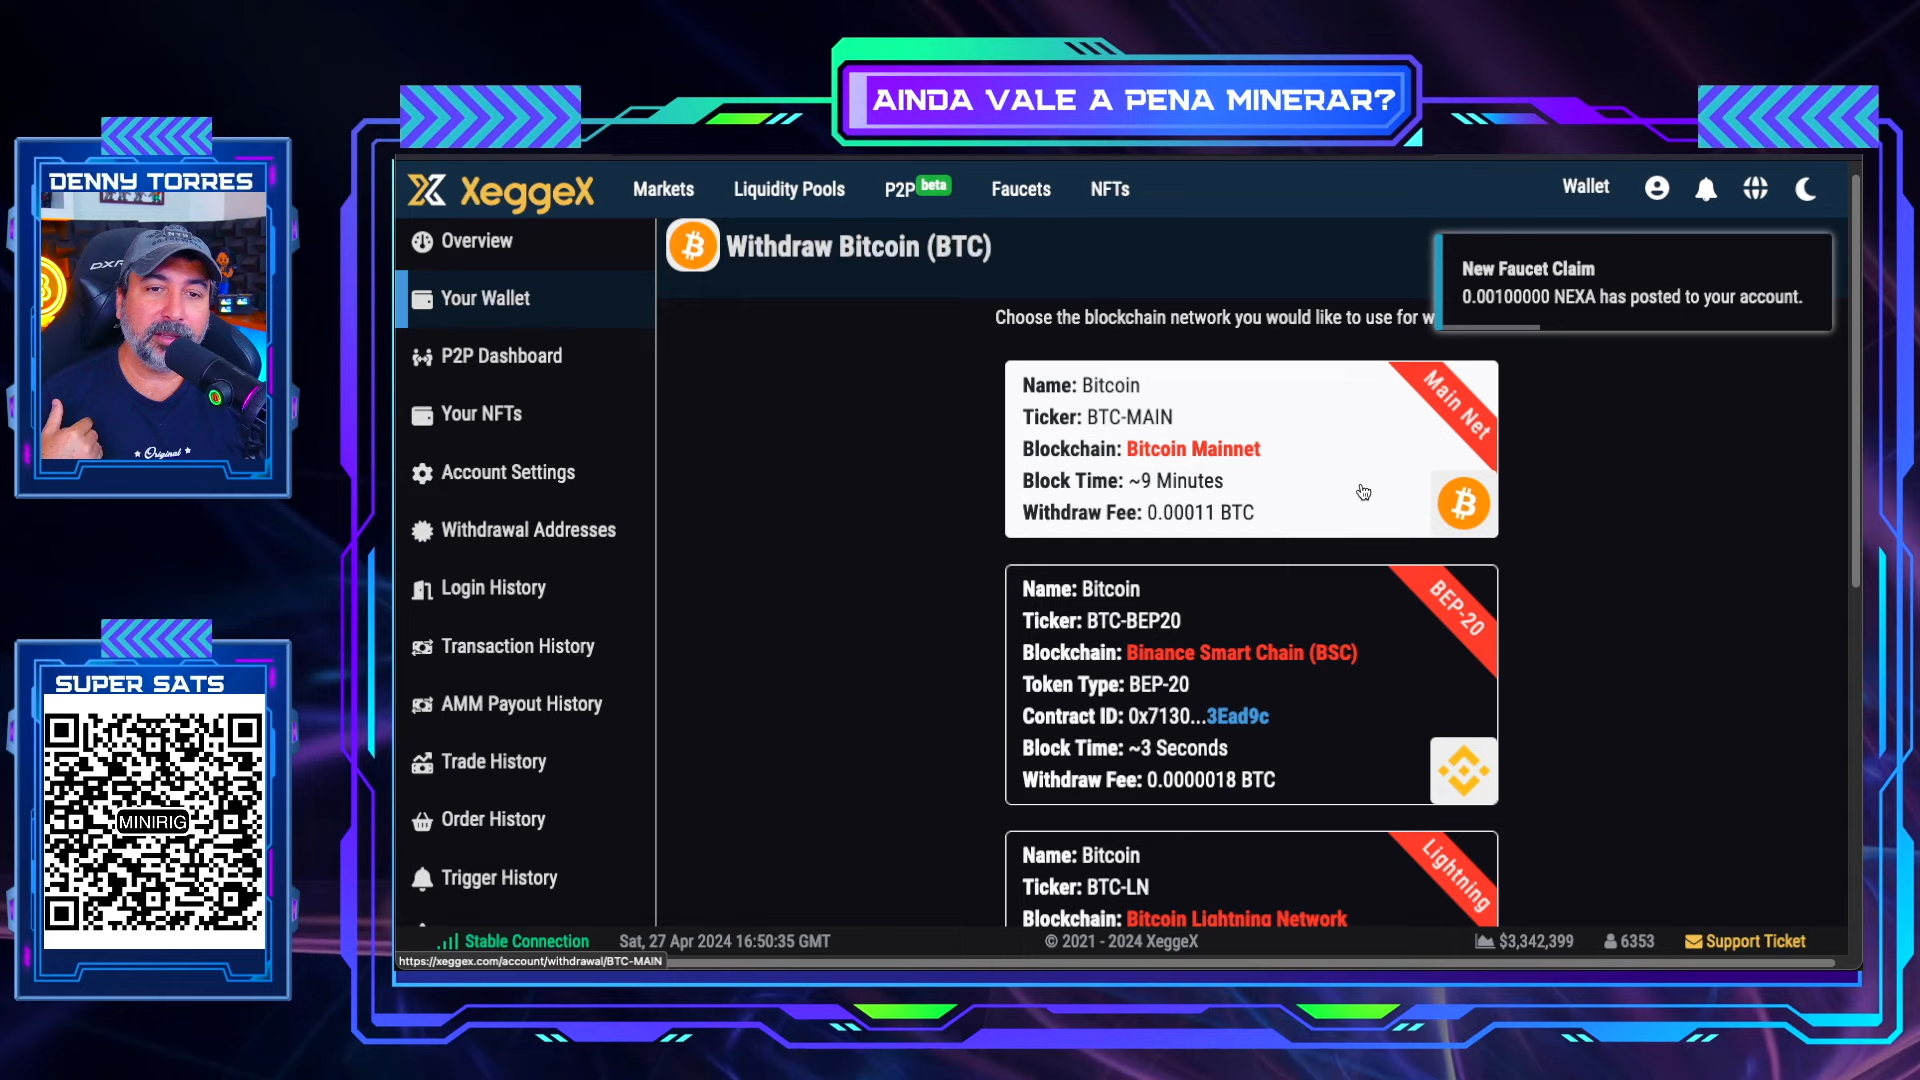 AINDA VALE A PENA MINERAR?
DENNY TORRES
DXR
★ Original ★
SUPER SATS
MINIRIG
XeggeX
Markets
Liquidity Pools
P2P beta
Faucets
NFTs
Wallet
Overview
Your Wallet
P2P Dashboard
Your NFTs
Account Settings
Withdrawal Addresses
Login History
Transaction History
AMM Payout History
Trade History
Order History
Trigger History
Withdraw Bitcoin (BTC)
New Faucet Claim
0.00100000 NEXA has posted to your account.
Choose the blockchain network you would like to use for w
Name: Bitcoin
Ticker: BTC-MAIN
Blockchain: Bitcoin Mainnet
Block Time: ~9 Minutes
Withdraw Fee: 0.00011 BTC
Main Net
Name: Bitcoin
Ticker: BTC-BEP20
Blockchain: Binance Smart Chain (BSC)
Token Type: BEP-20
Contract ID: 0x7130...3Ead9c
Block Time: ~3 Seconds
Withdraw Fee: 0.0000018 BTC
BEP-20
Name: Bitcoin
Ticker: BTC-LN
Blockchain: Bitcoin Lightning Network
Lightning
Stable Connection
Sat, 27 Apr 2024 16:50:35 GMT
© 2021 - 2024 XeggeX
$3,342,399
6353
Support Ticket
https://xeggex.com/account/withdrawal/BTC-MAIN